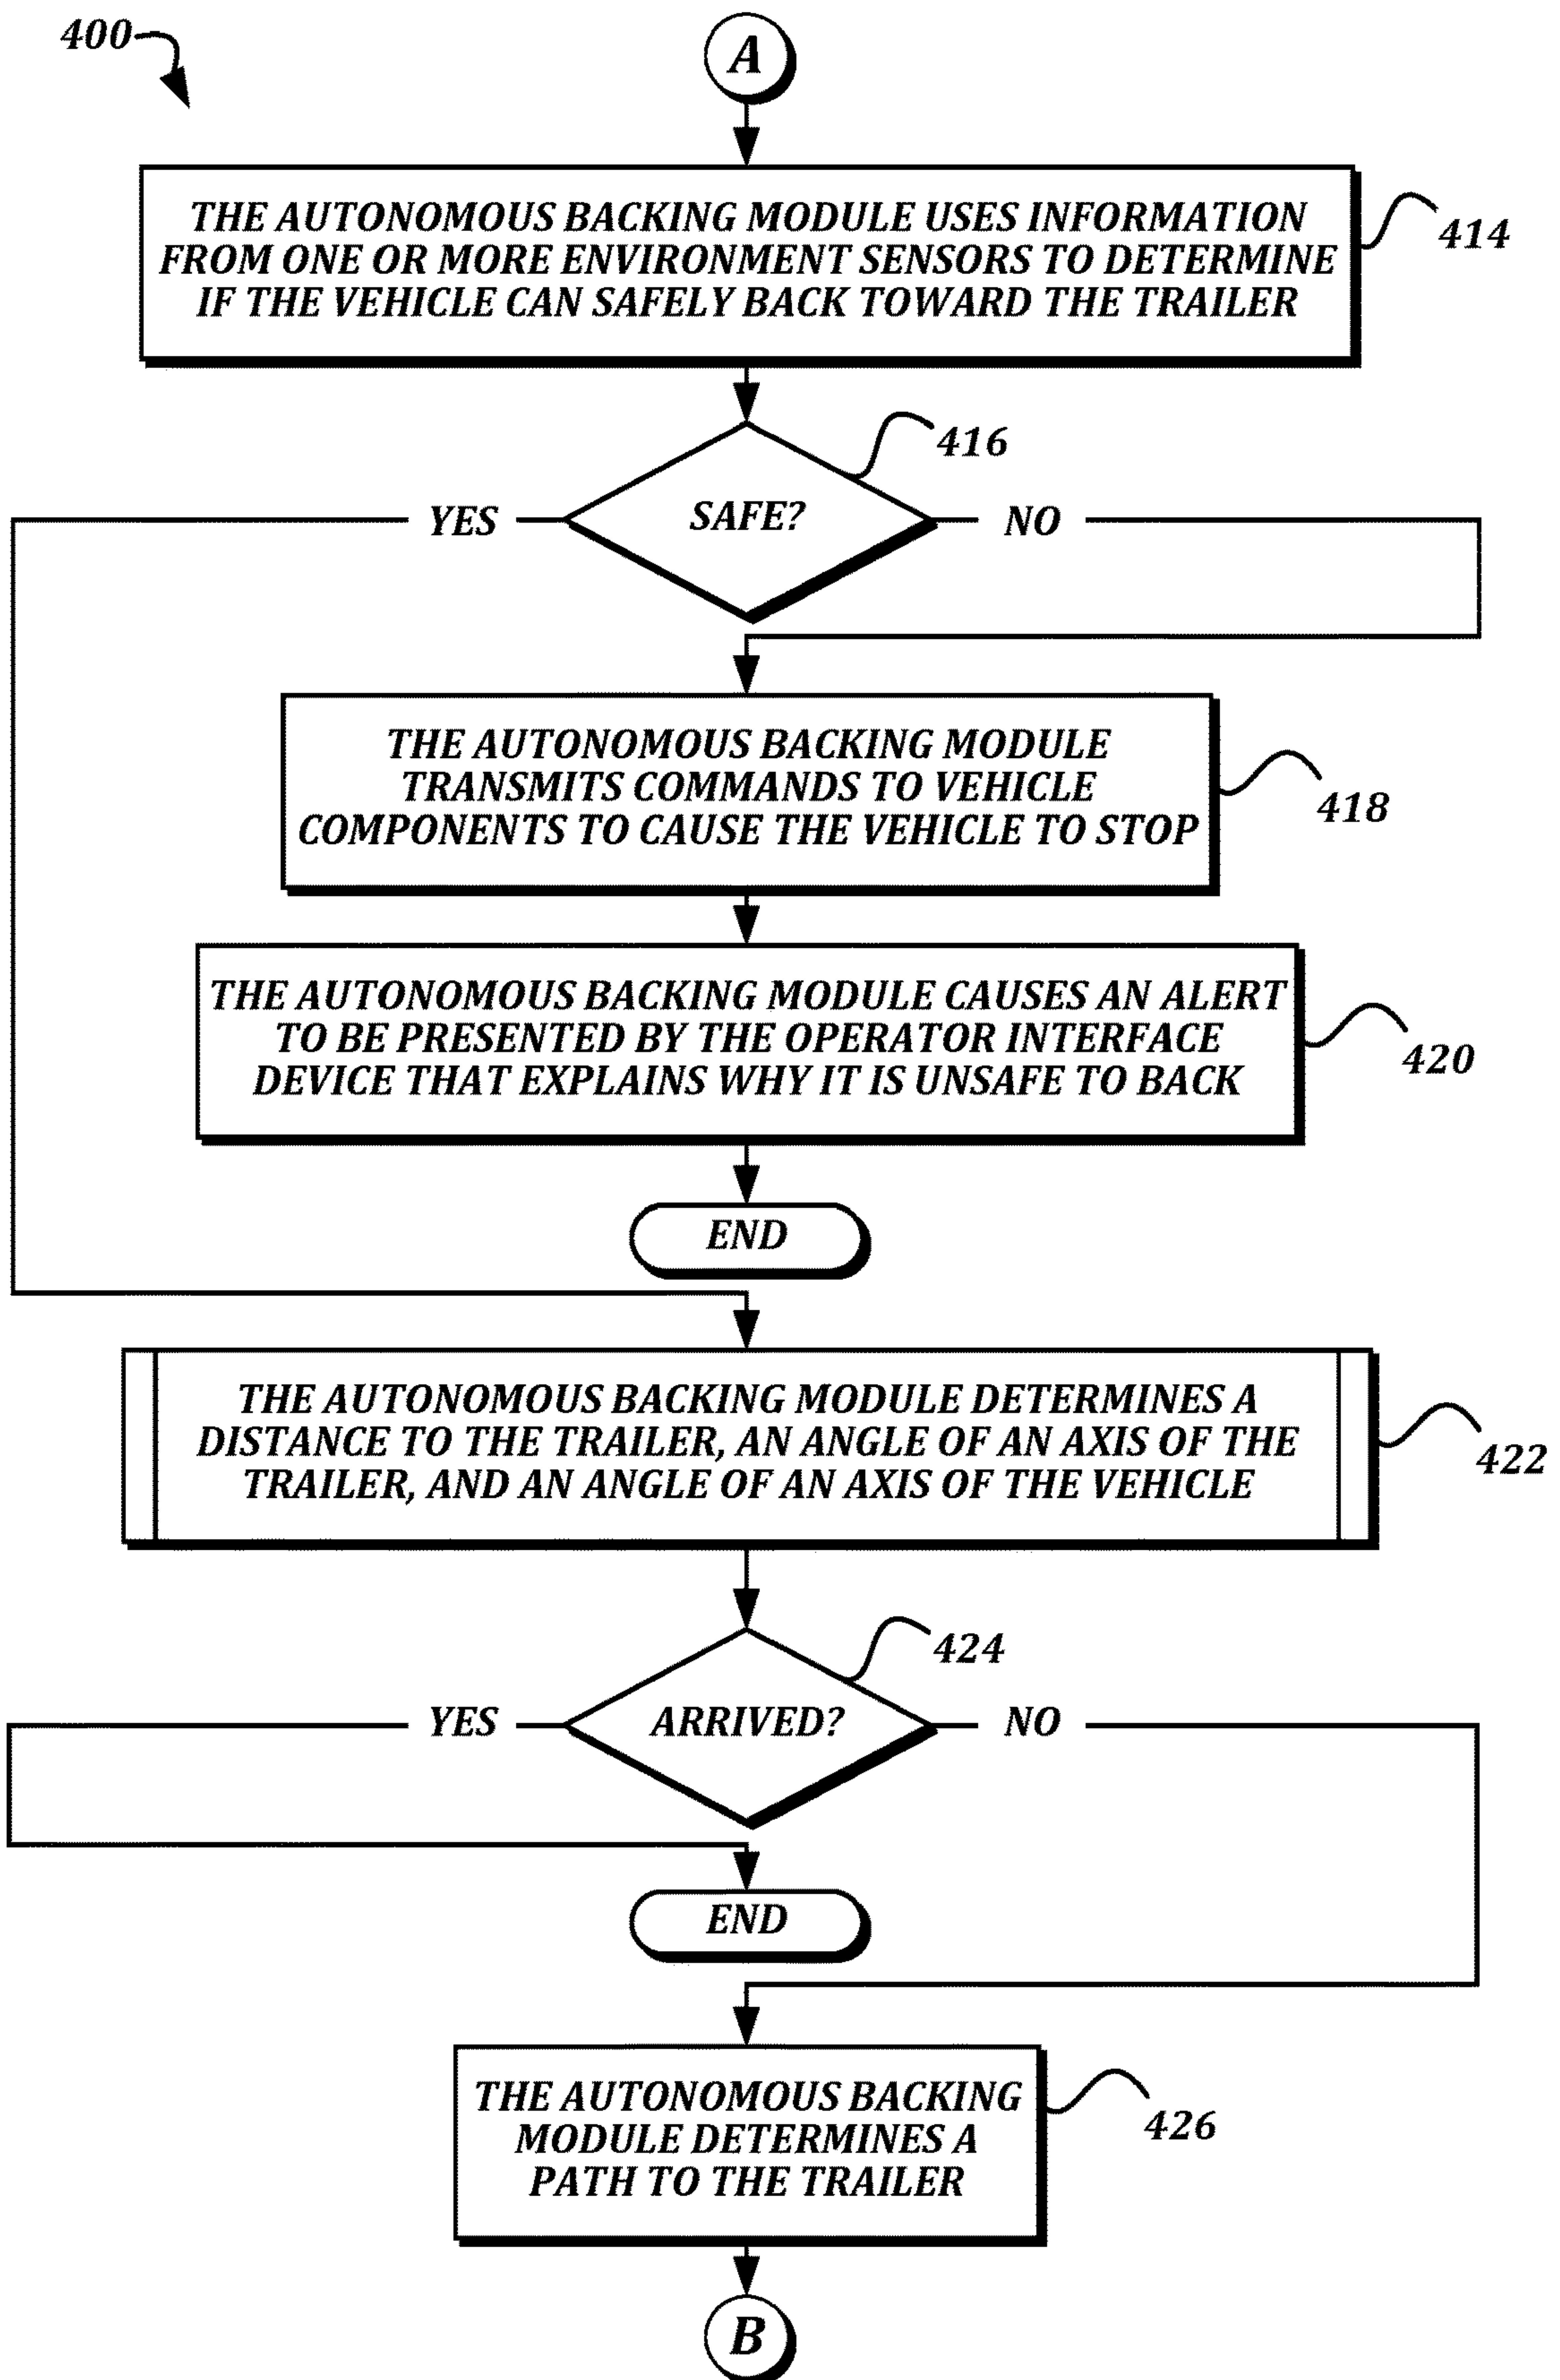 400
A
THE AUTONOMOUS BACKING MODULE USES INFORMATION
FROM ONE OR MORE ENVIRONMENT SENSORS TO DETERMINE
IF THE VEHICLE CAN SAFELY BACK TOWARD THE TRAILER
414
416
YES
SAFE?
NO
THE AUTONOMOUS BACKING MODULE
TRANSMITS COMMANDS TO VEHICLE
COMPONENTS TO CAUSE THE VEHICLE TO STOP
418
THE AUTONOMOUS BACKING MODULE CAUSES AN ALERT
TO BE PRESENTED BY THE OPERATOR INTERFACE
DEVICE THAT EXPLAINS WHY IT IS UNSAFE TO BACK
420
END
THE AUTONOMOUS BACKING MODULE DETERMINES A
DISTANCE TO THE TRAILER, AN ANGLE OF AN AXIS OF THE
TRAILER, AND AN ANGLE OF AN AXIS OF THE VEHICLE
422
424
YES
ARRIVED?
NO
END
THE AUTONOMOUS BACKING
MODULE DETERMINES A
PATH TO THE TRAILER
426
B